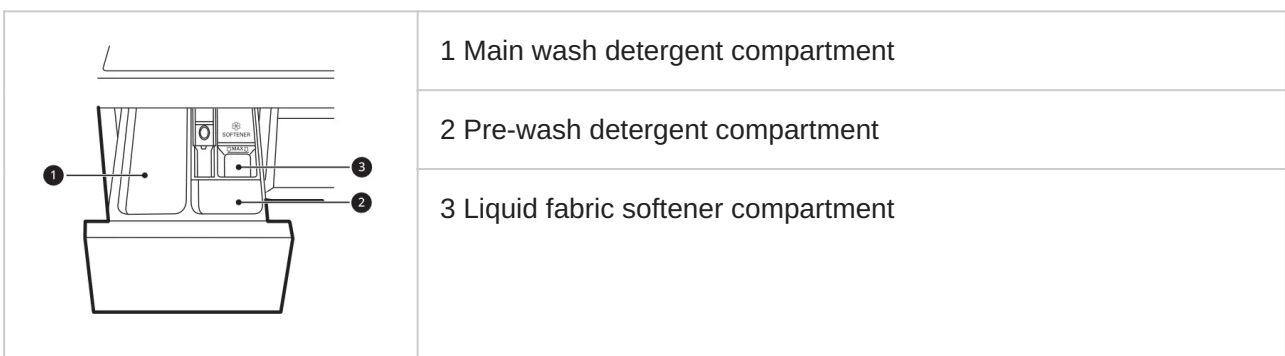 SOFTENER
MAX
1
3
2
1 Main wash detergent compartment
2 Pre-wash detergent compartment
3 Liquid fabric softener compartment